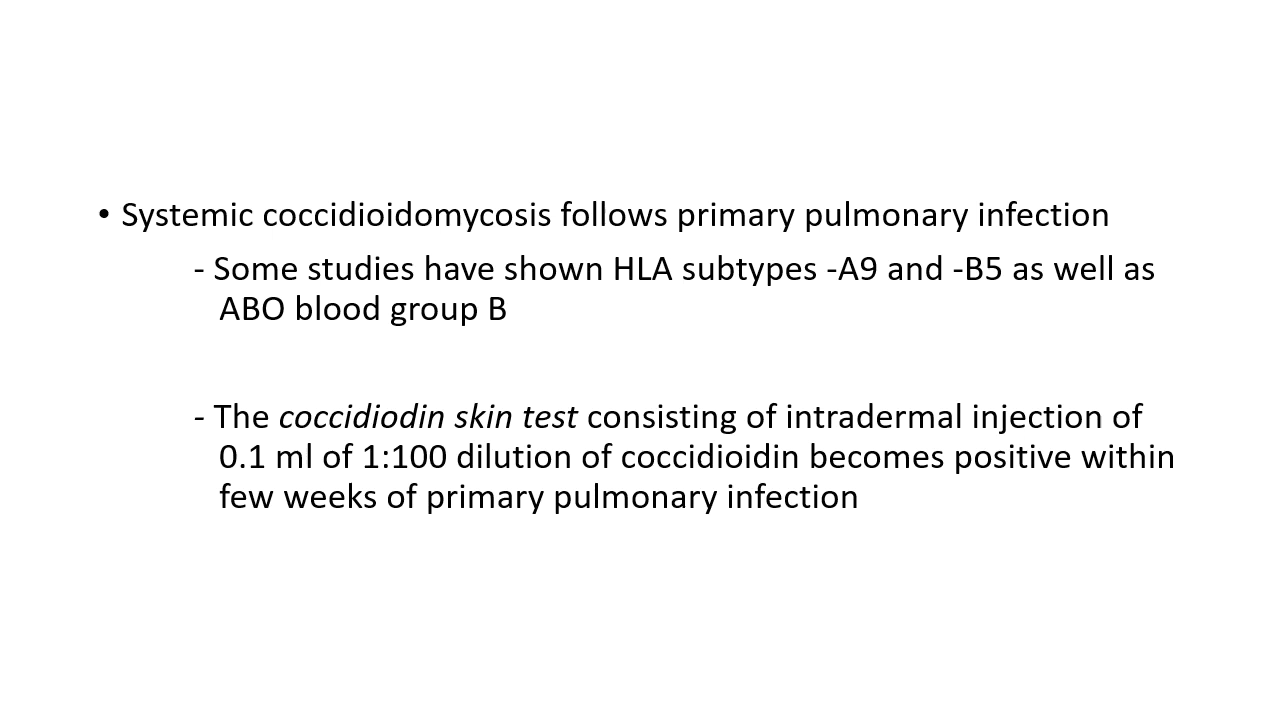 • Systemic coccidioidomycosis follows primary pulmonary infection
- Some studies have shown HLA subtypes -A9 and -B5 as well as
ABO blood group B
- The coccidiodin skin test consisting of intradermal injection of
0.1 ml of 1:100 dilution of coccidioidin becomes positive within
few weeks of primary pulmonary infection